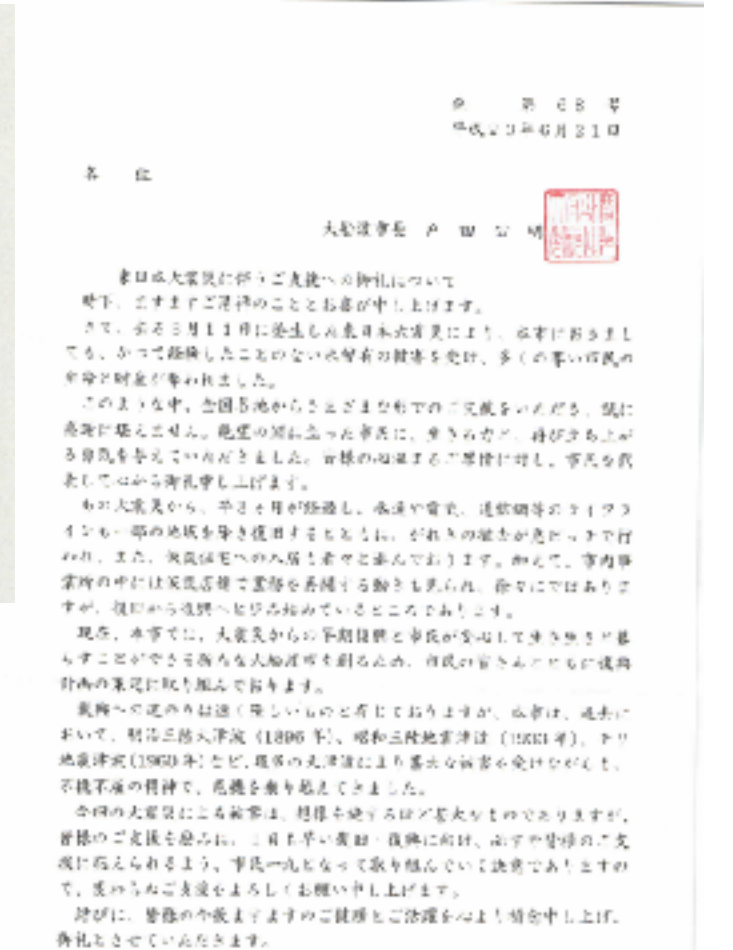 第 68 号
平成23年6月21日
各 位
大船渡市長 戸 田 公 明
東日本大震災に伴うご支援への御礼について
時下、ますますご清祥のこととお喜び申し上げます。
さて、去る3月11日に発生した東日本大震災により、本市におきまし
ても、かつて経験したことのない未曽有の被害を受け、多くの尊い市民の
生命と財産が奪われました。
このような中、全国各地からさまざまな形でのご支援をいただき、誠に
感謝に堪えません。絶望の淵に立った市民に、生きる力と、再び立ち上が
る勇気を与えていただきました。皆様の心温まるご厚情に対し、市民を代
表して心から御礼申し上げます。
大震災から、早3ヶ月が経過し、水道や電気、通信網等のライフラ
インも一部の地域を除き復旧するとともに、がれきの撤去が急ピッチで行
われ、また、仮設住宅への入居も着々と進んでおります。加えて、市内事
業所の中には仮設店舗で業務を再開する動きも見られ、徐々にではありま
すが、復旧から復興へと歩み始めているところであります。
現在、本市では、大震災からの早期復興と市民が安心して生き生きと暮
らすことができる新たな大船渡市を創るため、市民の皆さんとともに復興
計画の策定に取り組んでおります。
復興への道のりは遠く険しいものと存じておりますが、本市は、過去に
おいて、明治三陸大津波(1896年)、昭和三陸地震津波(1933年)、チリ
地震津波(1960年)など、幾多の大津波により甚大な被害を受けながらも、
不撓不屈の精神で、危機を乗り越えてきました。
今回の大震災による被害は、想像を絶するほど甚大なものでありますが、
皆様のご支援を励みに、1日も早い復旧・復興に向け、必ずや皆様のご支
援に応えられるよう、市民一丸となって取り組んでいく決意でありますの
で、変わらぬご支援をよろしくお願い申し上げます。
結びに、皆様の今後ますますのご健勝とご活躍を心より祈念申し上げ、
御礼とさせていただきます。